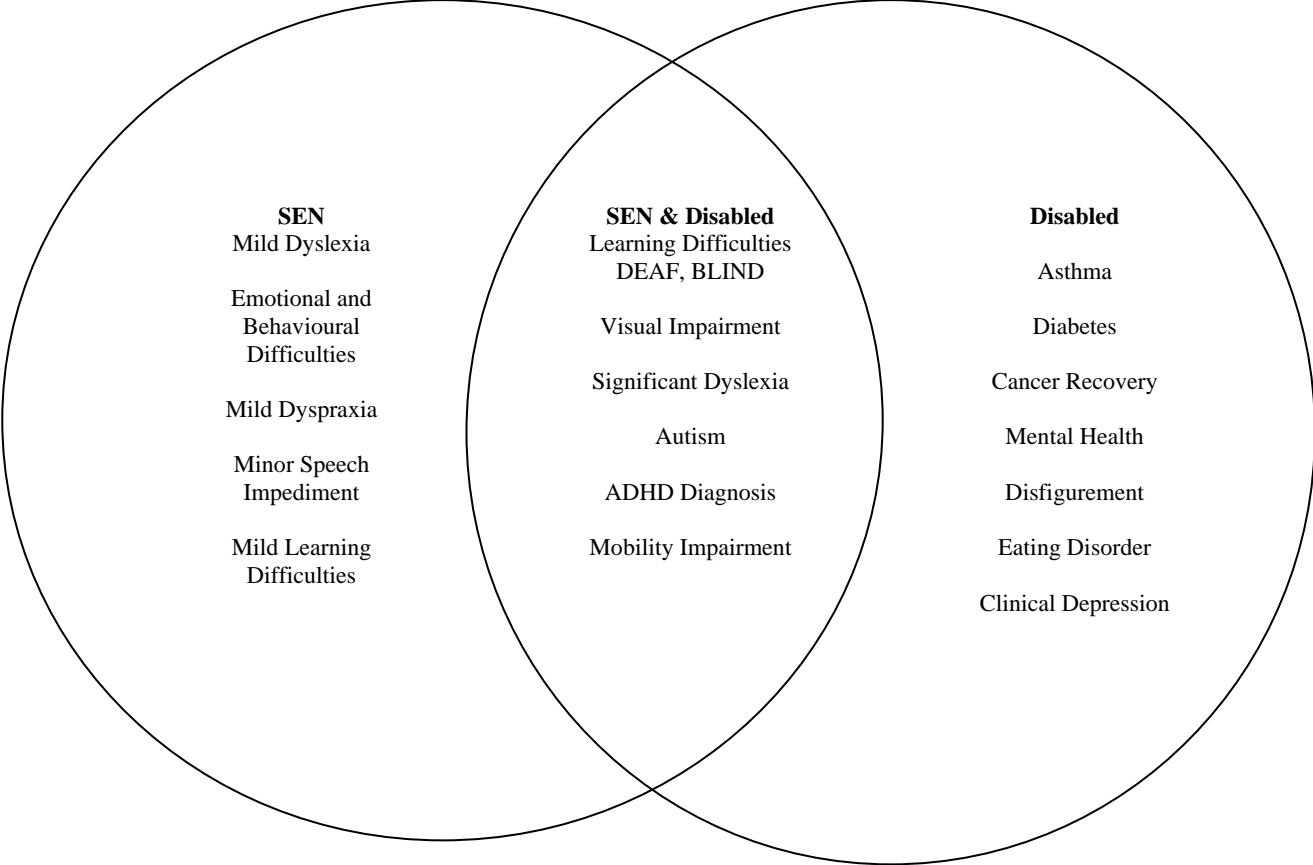 SEN
Mild Dyslexia
Emotional and
Behavioural
Difficulties
Mild Dyspraxia
Minor Speech
Impediment
Mild Learning
Difficulties
SEN & Disabled
Learning Difficulties
DEAF, BLIND
Visual Impairment
Significant Dyslexia
Autism
ADHD Diagnosis
Mobility Impairment
Disabled
Asthma
Diabetes
Cancer Recovery
Mental Health
Disfigurement
Eating Disorder
Clinical Depression